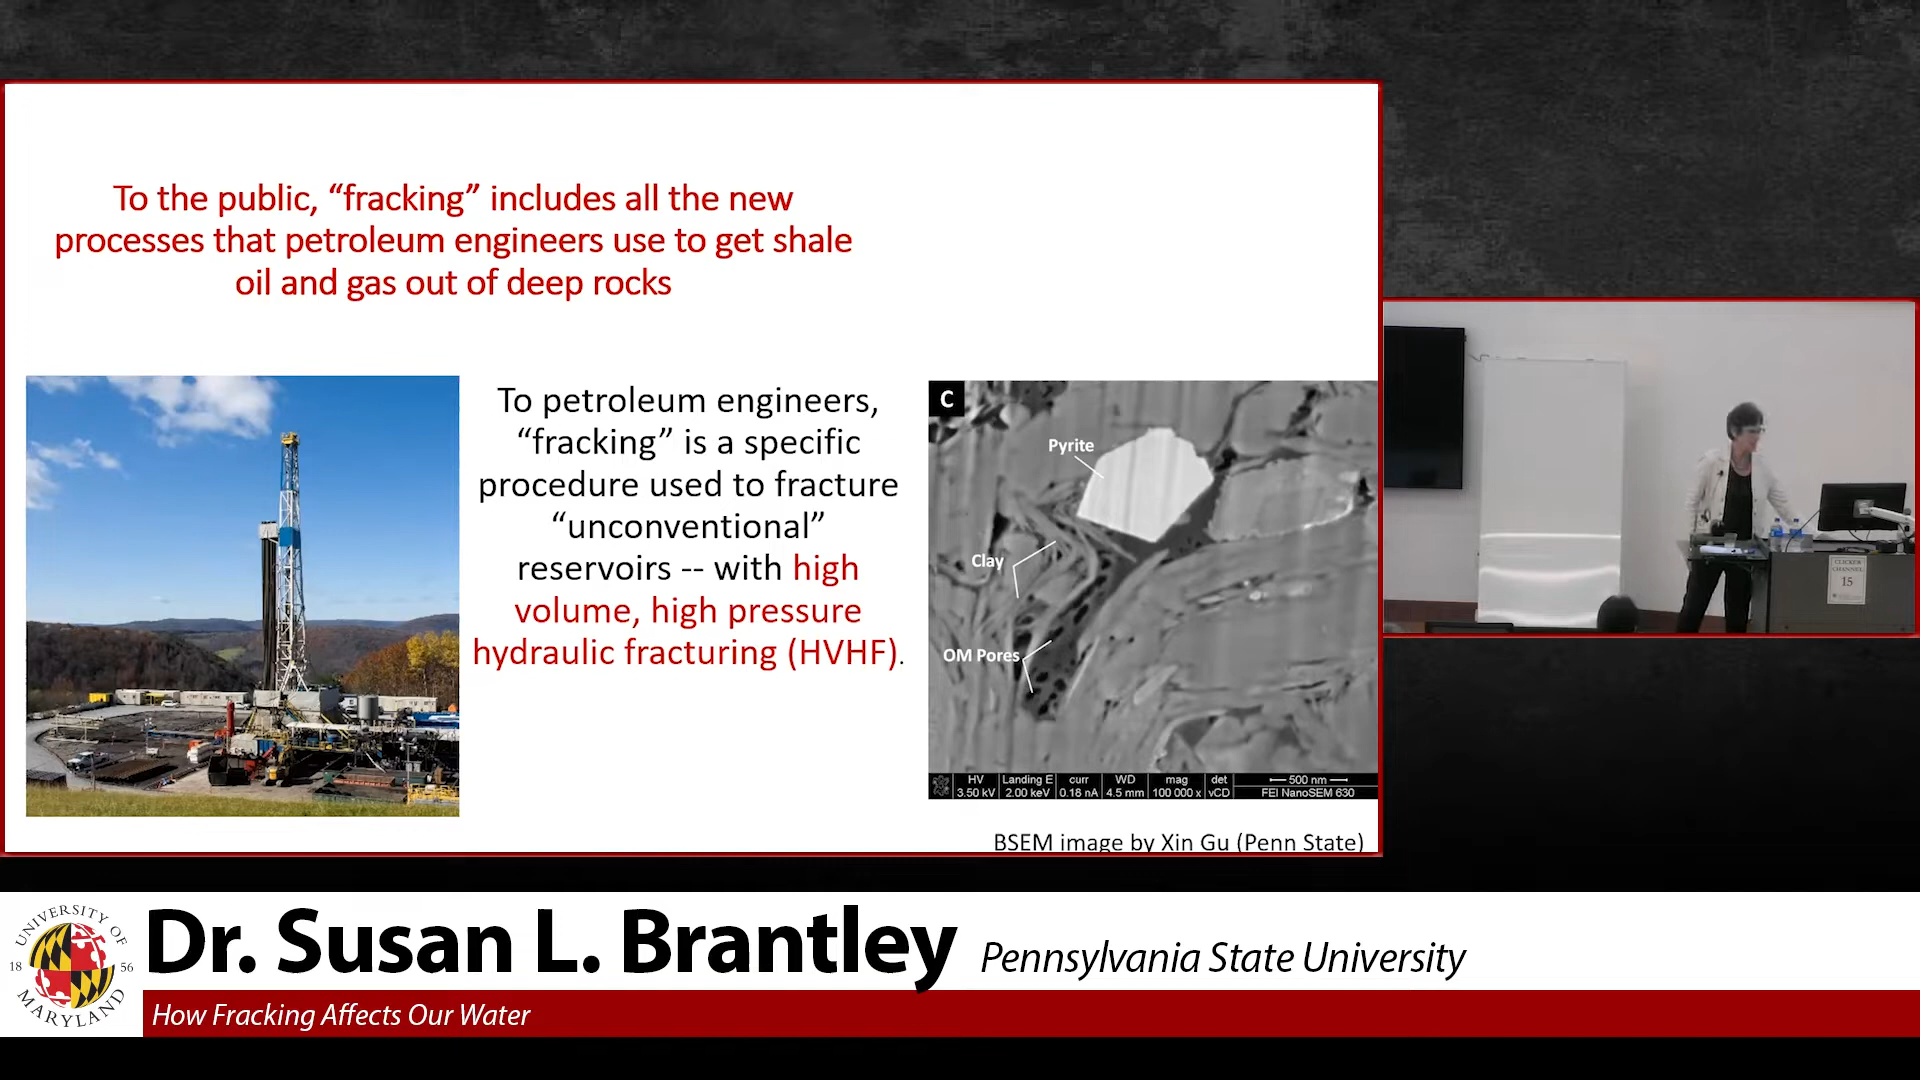 To the public, “fracking” includes all the new
processes that petroleum engineers use to get shale
oil and gas out of deep rocks
To petroleum engineers,
“fracking” is a specific
procedure used to fracture
“unconventional”
reservoirs -- with high
volume, high pressure
hydraulic fracturing (HVHF).
C
Pyrite
Clay
OM Pores
HV Landing E curr WD mag det 500 nm
3.50 kV 2.00 keV 0.18 nA 4.5 mm 100 000 x vCD FEI NanoSEM 630
BSEM image by Xin Gu (Penn State)
CLICKER
CHANNEL
15
UNIVERSITY OF
18 56
MARYLAND
Dr. Susan L. Brantley Pennsylvania State University
How Fracking Affects Our Water